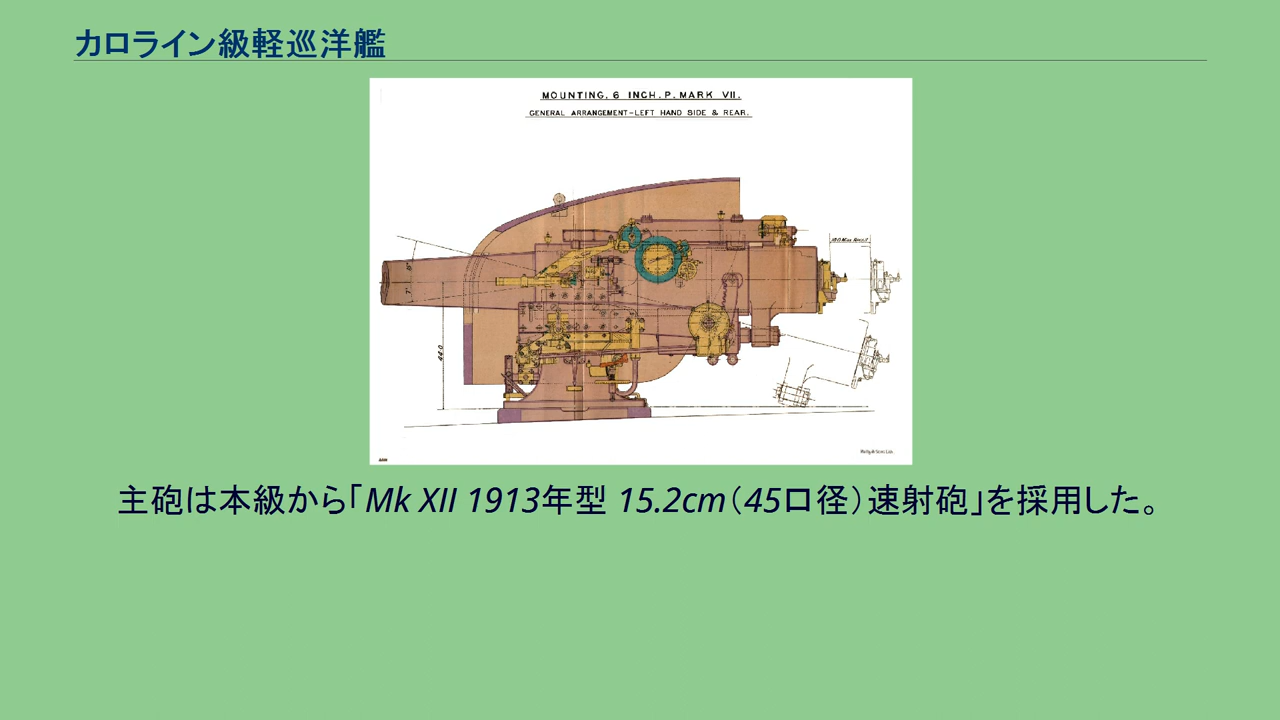 カロライン級軽巡洋艦
MOUNTING. 6 INCH. P. MARK VII.
GENERAL ARRANGEMENT-LEFT HAND SIDE & REAR.
44.0
主砲は本級から「Mk XII 1913年型 15.2cm（45口径）速射砲」を採用した。